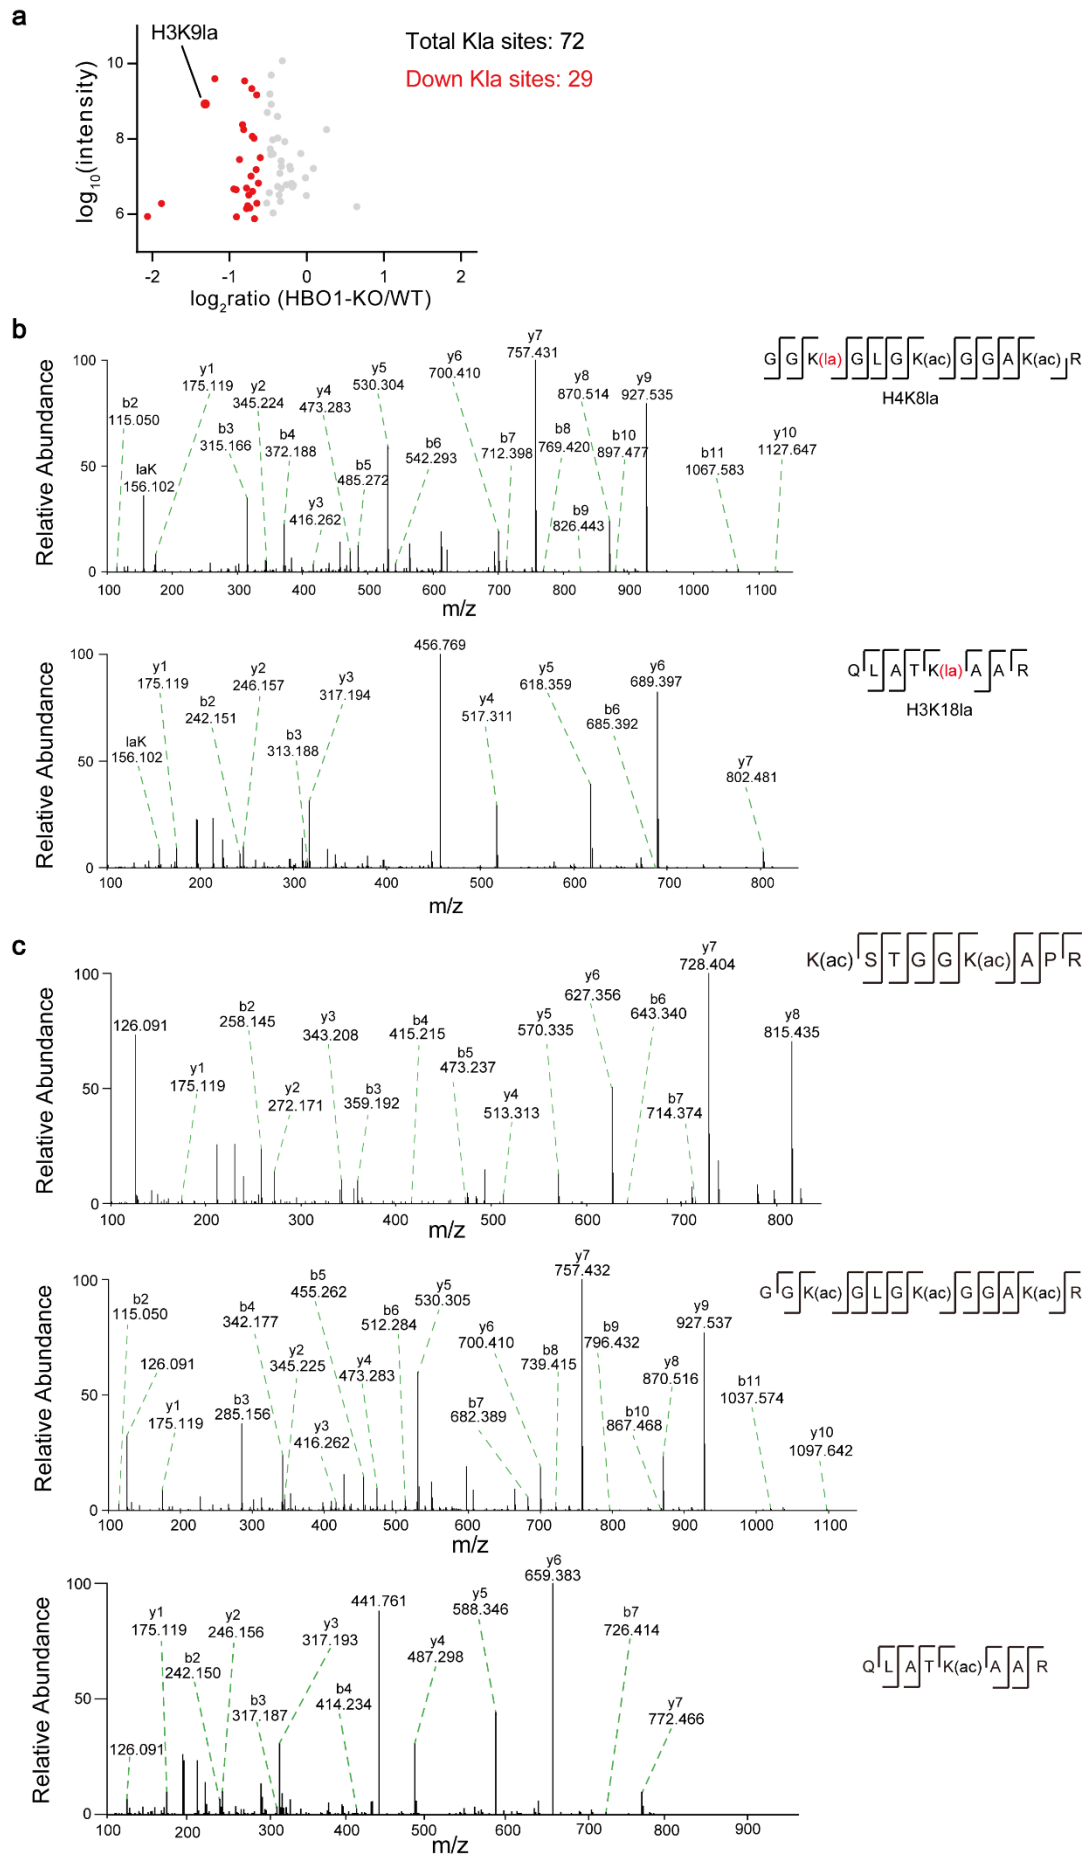 a
H3K9la
Total Kla sites: 72
Down Kla sites: 29
log10(intensity)
10
8
6
-2 -1 0 1 2
log2ratio (HBO1-KO/WT)
b
Relative Abundance
100
50
0
b2
115.050
laK
156.102
y1
175.119
b3
315.166
y2
345.224
b4
372.188
y3
416.262
y4
473.283
b5
485.272
y5
530.304
b6
542.293
y6
700.410
b7
712.398
y7
757.431
b8
769.420
b9
826.443
y8
870.514
b10
897.477
y9
927.535
b11
1067.583
y10
1127.647
100 200 300 400 500 600 700 800 900 1000 1100
m/z
G G K(la) G L G K(ac) G G A K(ac) R
H4K8la
Relative Abundance
100
50
0
laK
156.102
y1
175.119
b2
242.151
y2
246.157
b3
313.188
y3
317.194
456.769
y4
517.311
y5
618.359
b6
685.392
y6
689.397
y7
802.481
100 200 300 400 500 600 700 800
m/z
Q L A T K(la) A A R
H3K18la
c
Relative Abundance
100
50
0
126.091
y1
175.119
b2
258.145
y2
272.171
y3
343.208
b3
359.192
b4
415.215
b5
473.237
y4
513.313
y5
570.335
y6
627.356
b6
643.340
b7
714.374
y7
728.404
y8
815.435
100 200 300 400 500 600 700 800
m/z
K(ac) S T G G K(ac) A P R
Relative Abundance
100
50
0
b2
115.050
126.091
y1
175.119
b3
285.156
b4
342.177
y2
345.225
y3
416.262
b5
455.262
y4
473.283
b6
512.284
y5
530.305
b7
682.389
y6
700.410
b8
739.415
y7
757.432
b9
796.432
b10
867.468
y8
870.516
y9
927.537
b11
1037.574
y10
1097.642
100 200 300 400 500 600 700 800 900 1000 1100
m/z
G G K(ac) G L G K(ac) G G A K(ac) R
Relative Abundance
100
50
0
126.091
y1
175.119
b2
242.150
y2
246.156
b3
317.187
y3
317.193
b4
414.234
441.761
y4
487.298
y5
588.346
y6
659.383
b7
726.414
y7
772.466
100 200 300 400 500 600 700 800 900
m/z
Q L A T K(ac) A A R